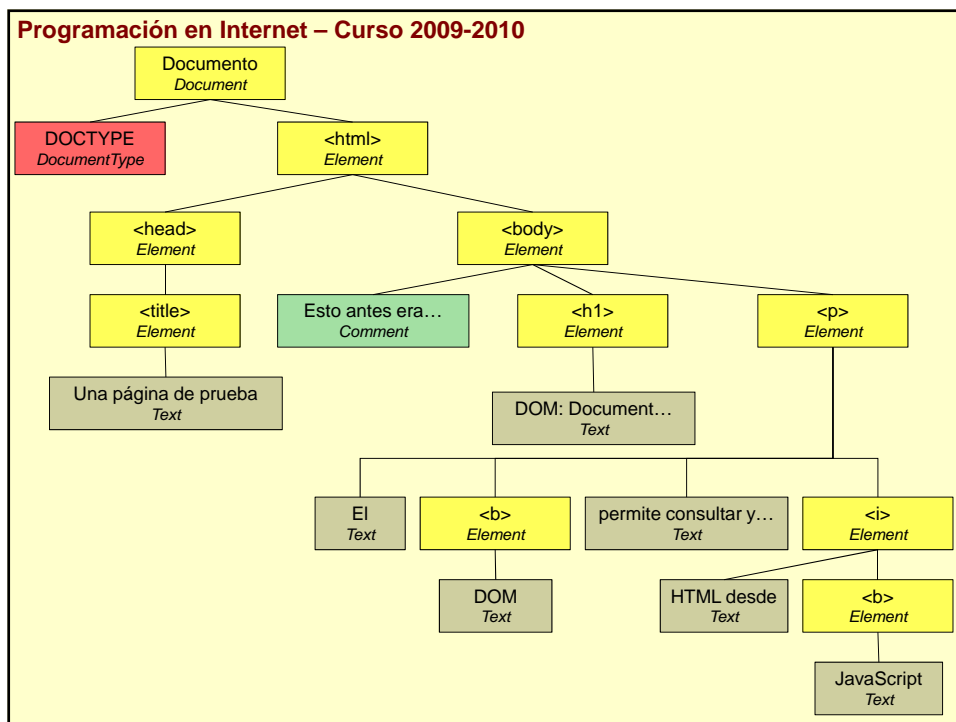 Programación en Internet – Curso 2009-2010
Documento
Document
DOCTYPE
DocumentType
<html>
Element
<head>
Element
<body>
Element
<title>
Element
Esto antes era…
Comment
<h1>
Element
<p>
Element
Una página de prueba
Text
DOM: Document…
Text
El
Text
<b>
Element
permite consultar y…
Text
<i>
Element
DOM
Text
HTML desde
Text
<b>
Element
JavaScript
Text